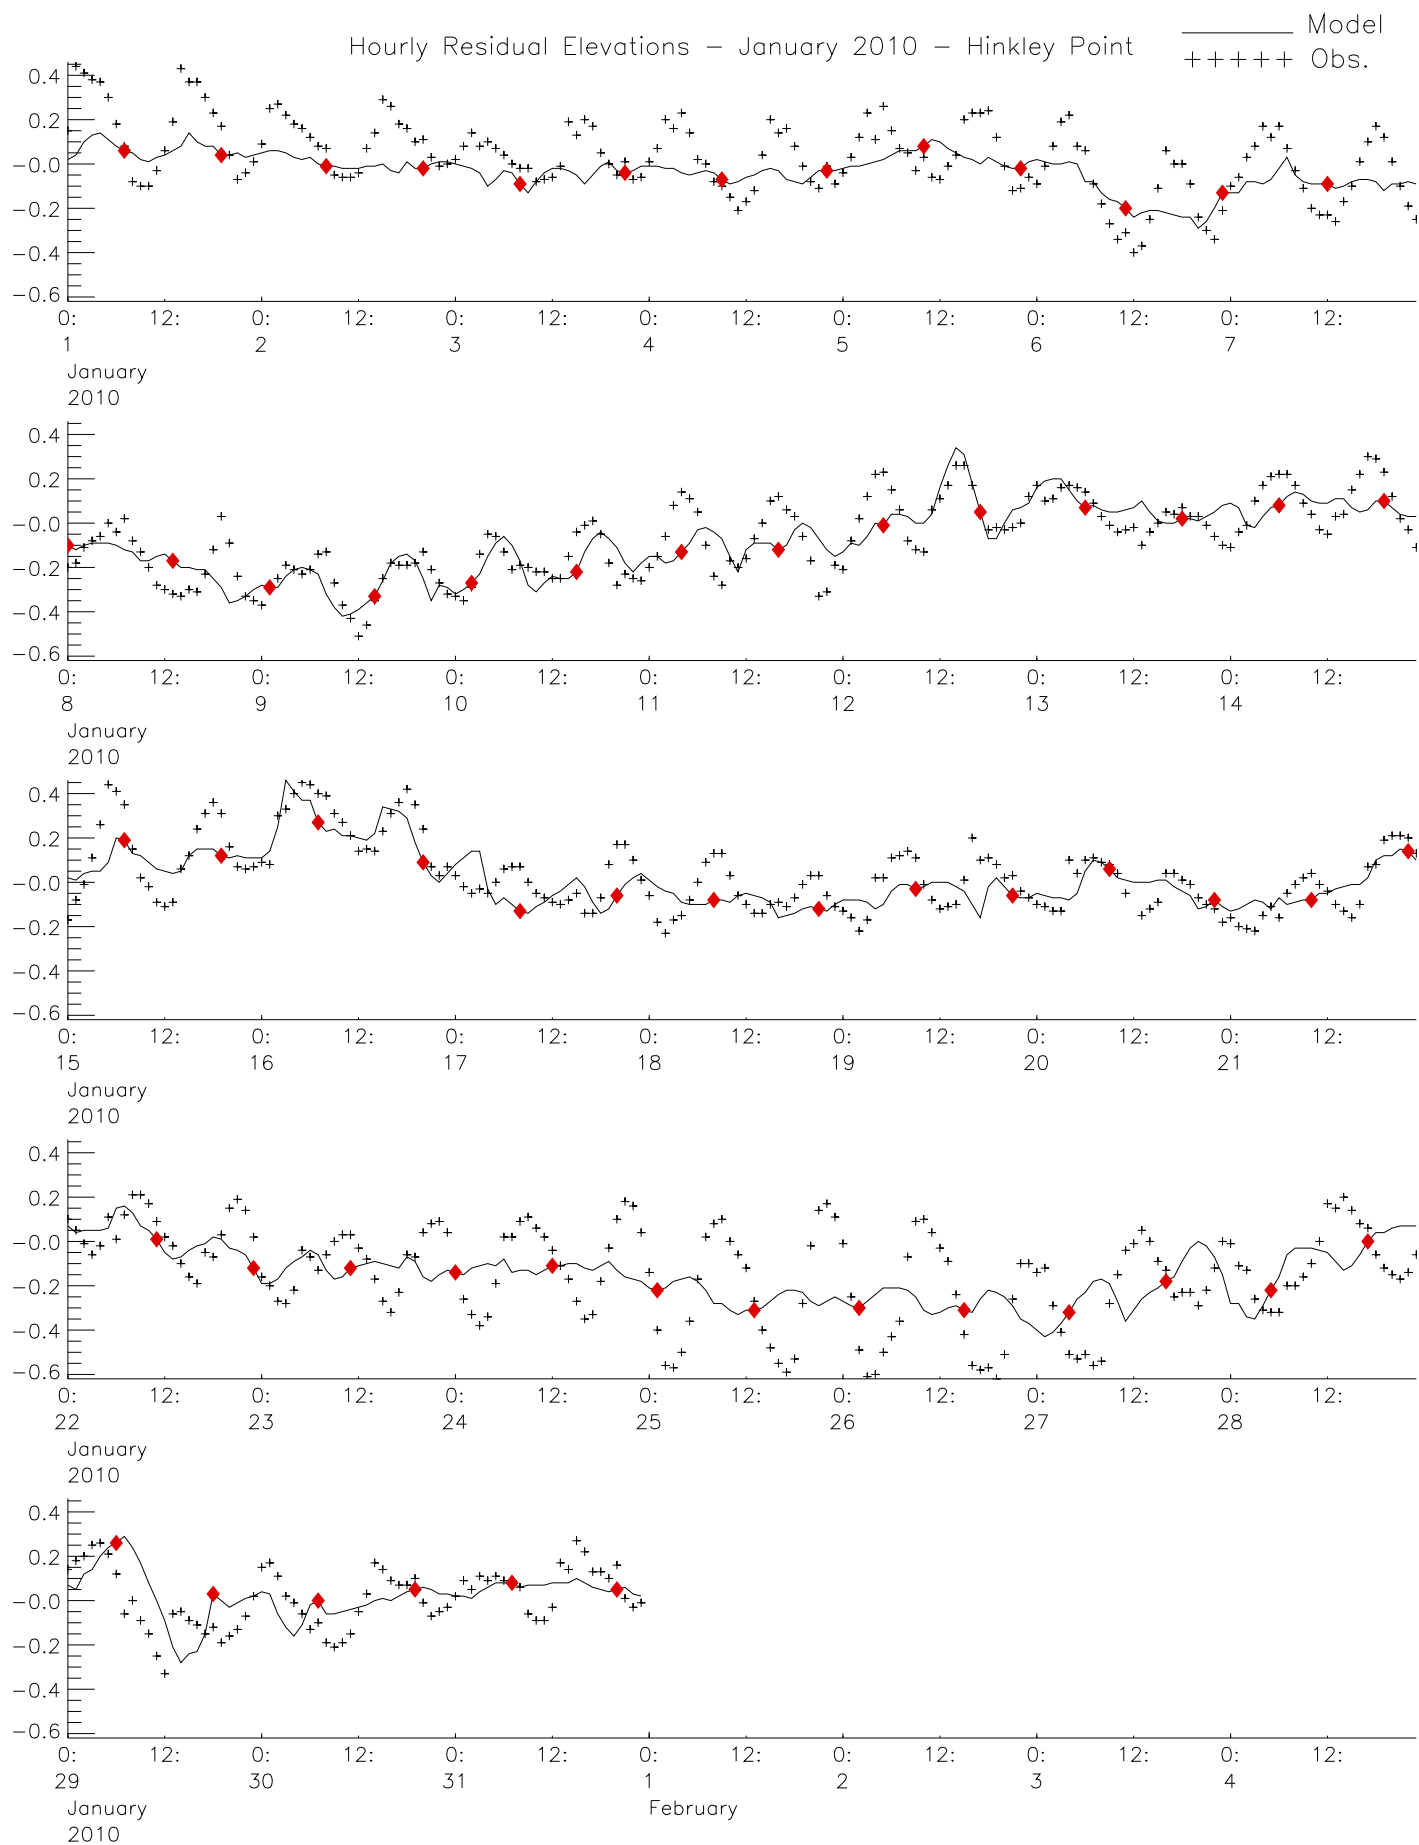 Hourly Residual Elevations - January 2010 - Hinkley Point
Model
+++++ Obs.
0.4
0.2
-0.0
-0.2
-0.4
-0.6
0: 12: 0: 12: 0: 12: 0: 12: 0: 12: 0: 12: 0: 12:
1 2 3 4 5 6 7
January
2010
0.4
0.2
-0.0
-0.2
-0.4
-0.6
0: 12: 0: 12: 0: 12: 0: 12: 0: 12: 0: 12: 0: 12:
8 9 10 11 12 13 14
January
2010
0.4
0.2
-0.0
-0.2
-0.4
-0.6
0: 12: 0: 12: 0: 12: 0: 12: 0: 12: 0: 12: 0: 12:
15 16 17 18 19 20 21
January
2010
0.4
0.2
-0.0
-0.2
-0.4
-0.6
0: 12: 0: 12: 0: 12: 0: 12: 0: 12: 0: 12: 0: 12:
22 23 24 25 26 27 28
January
2010
0.4
0.2
-0.0
-0.2
-0.4
-0.6
0: 12: 0: 12: 0: 12: 0: 12: 0: 12: 0: 12: 0: 12:
29 30 31 1 2 3 4
January February
2010